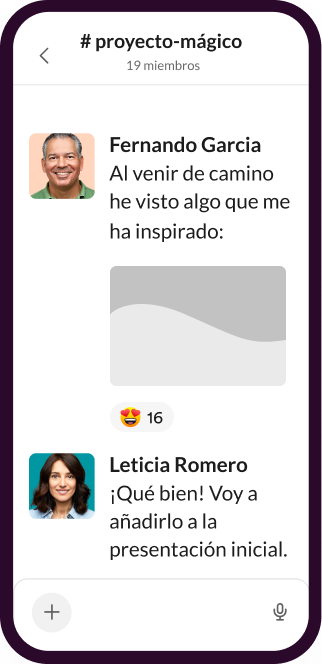 # proyecto-mágico
19 miembros
Fernando Garcia
Al venir de camino
he visto algo que me
ha inspirado:
16
Leticia Romero
¡Qué bien! Voy a
añadirlo a la
presentación inicial.